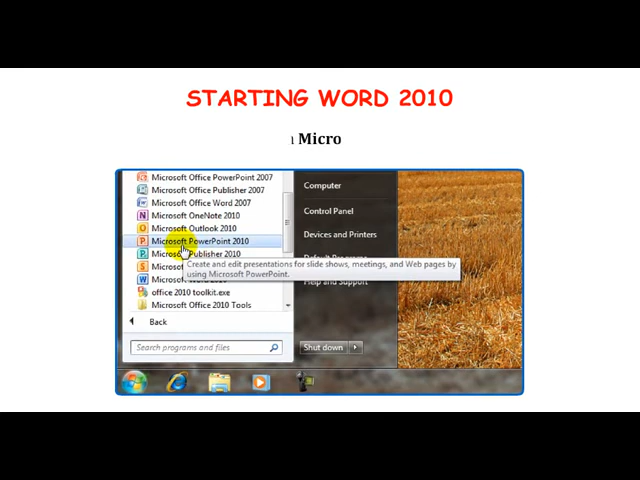 STARTING WORD 2010
Micro
Microsoft Office PowerPoint 2007
Microsoft Office Publisher 2007
Microsoft Office Word 2007
Microsoft OneNote 2010
Microsoft Outlook 2010
Microsoft PowerPoint 2010
Microsoft Publisher 2010
Create and edit presentations for slide shows, meetings, and Web pages by
using Microsoft PowerPoint.
office 2010 toolkit.exe
Microsoft Office 2010 Tools
Back
Search programs and files
Computer
Control Panel
Devices and Printers
Help and Support
Shut down